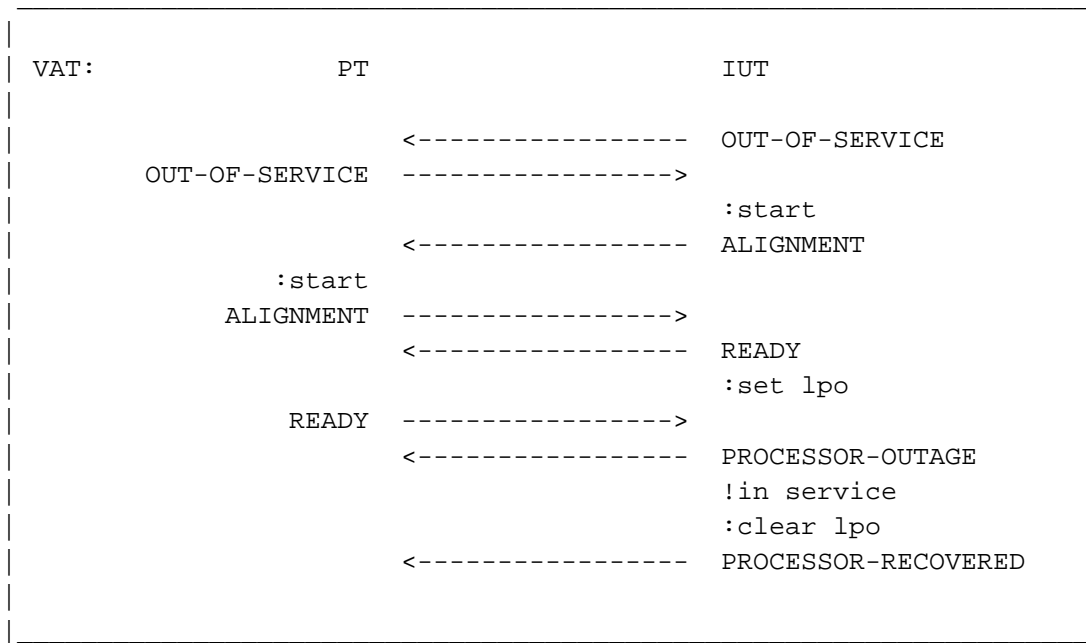 VAT: PT IUT
<----------------- OUT-OF-SERVICE
OUT-OF-SERVICE ----------------->
:start
<----------------- ALIGNMENT
:start
ALIGNMENT ----------------->
<----------------- READY
:set lpo
READY ----------------->
<----------------- PROCESSOR-OUTAGE
!in service
:clear lpo
<----------------- PROCESSOR-RECOVERED